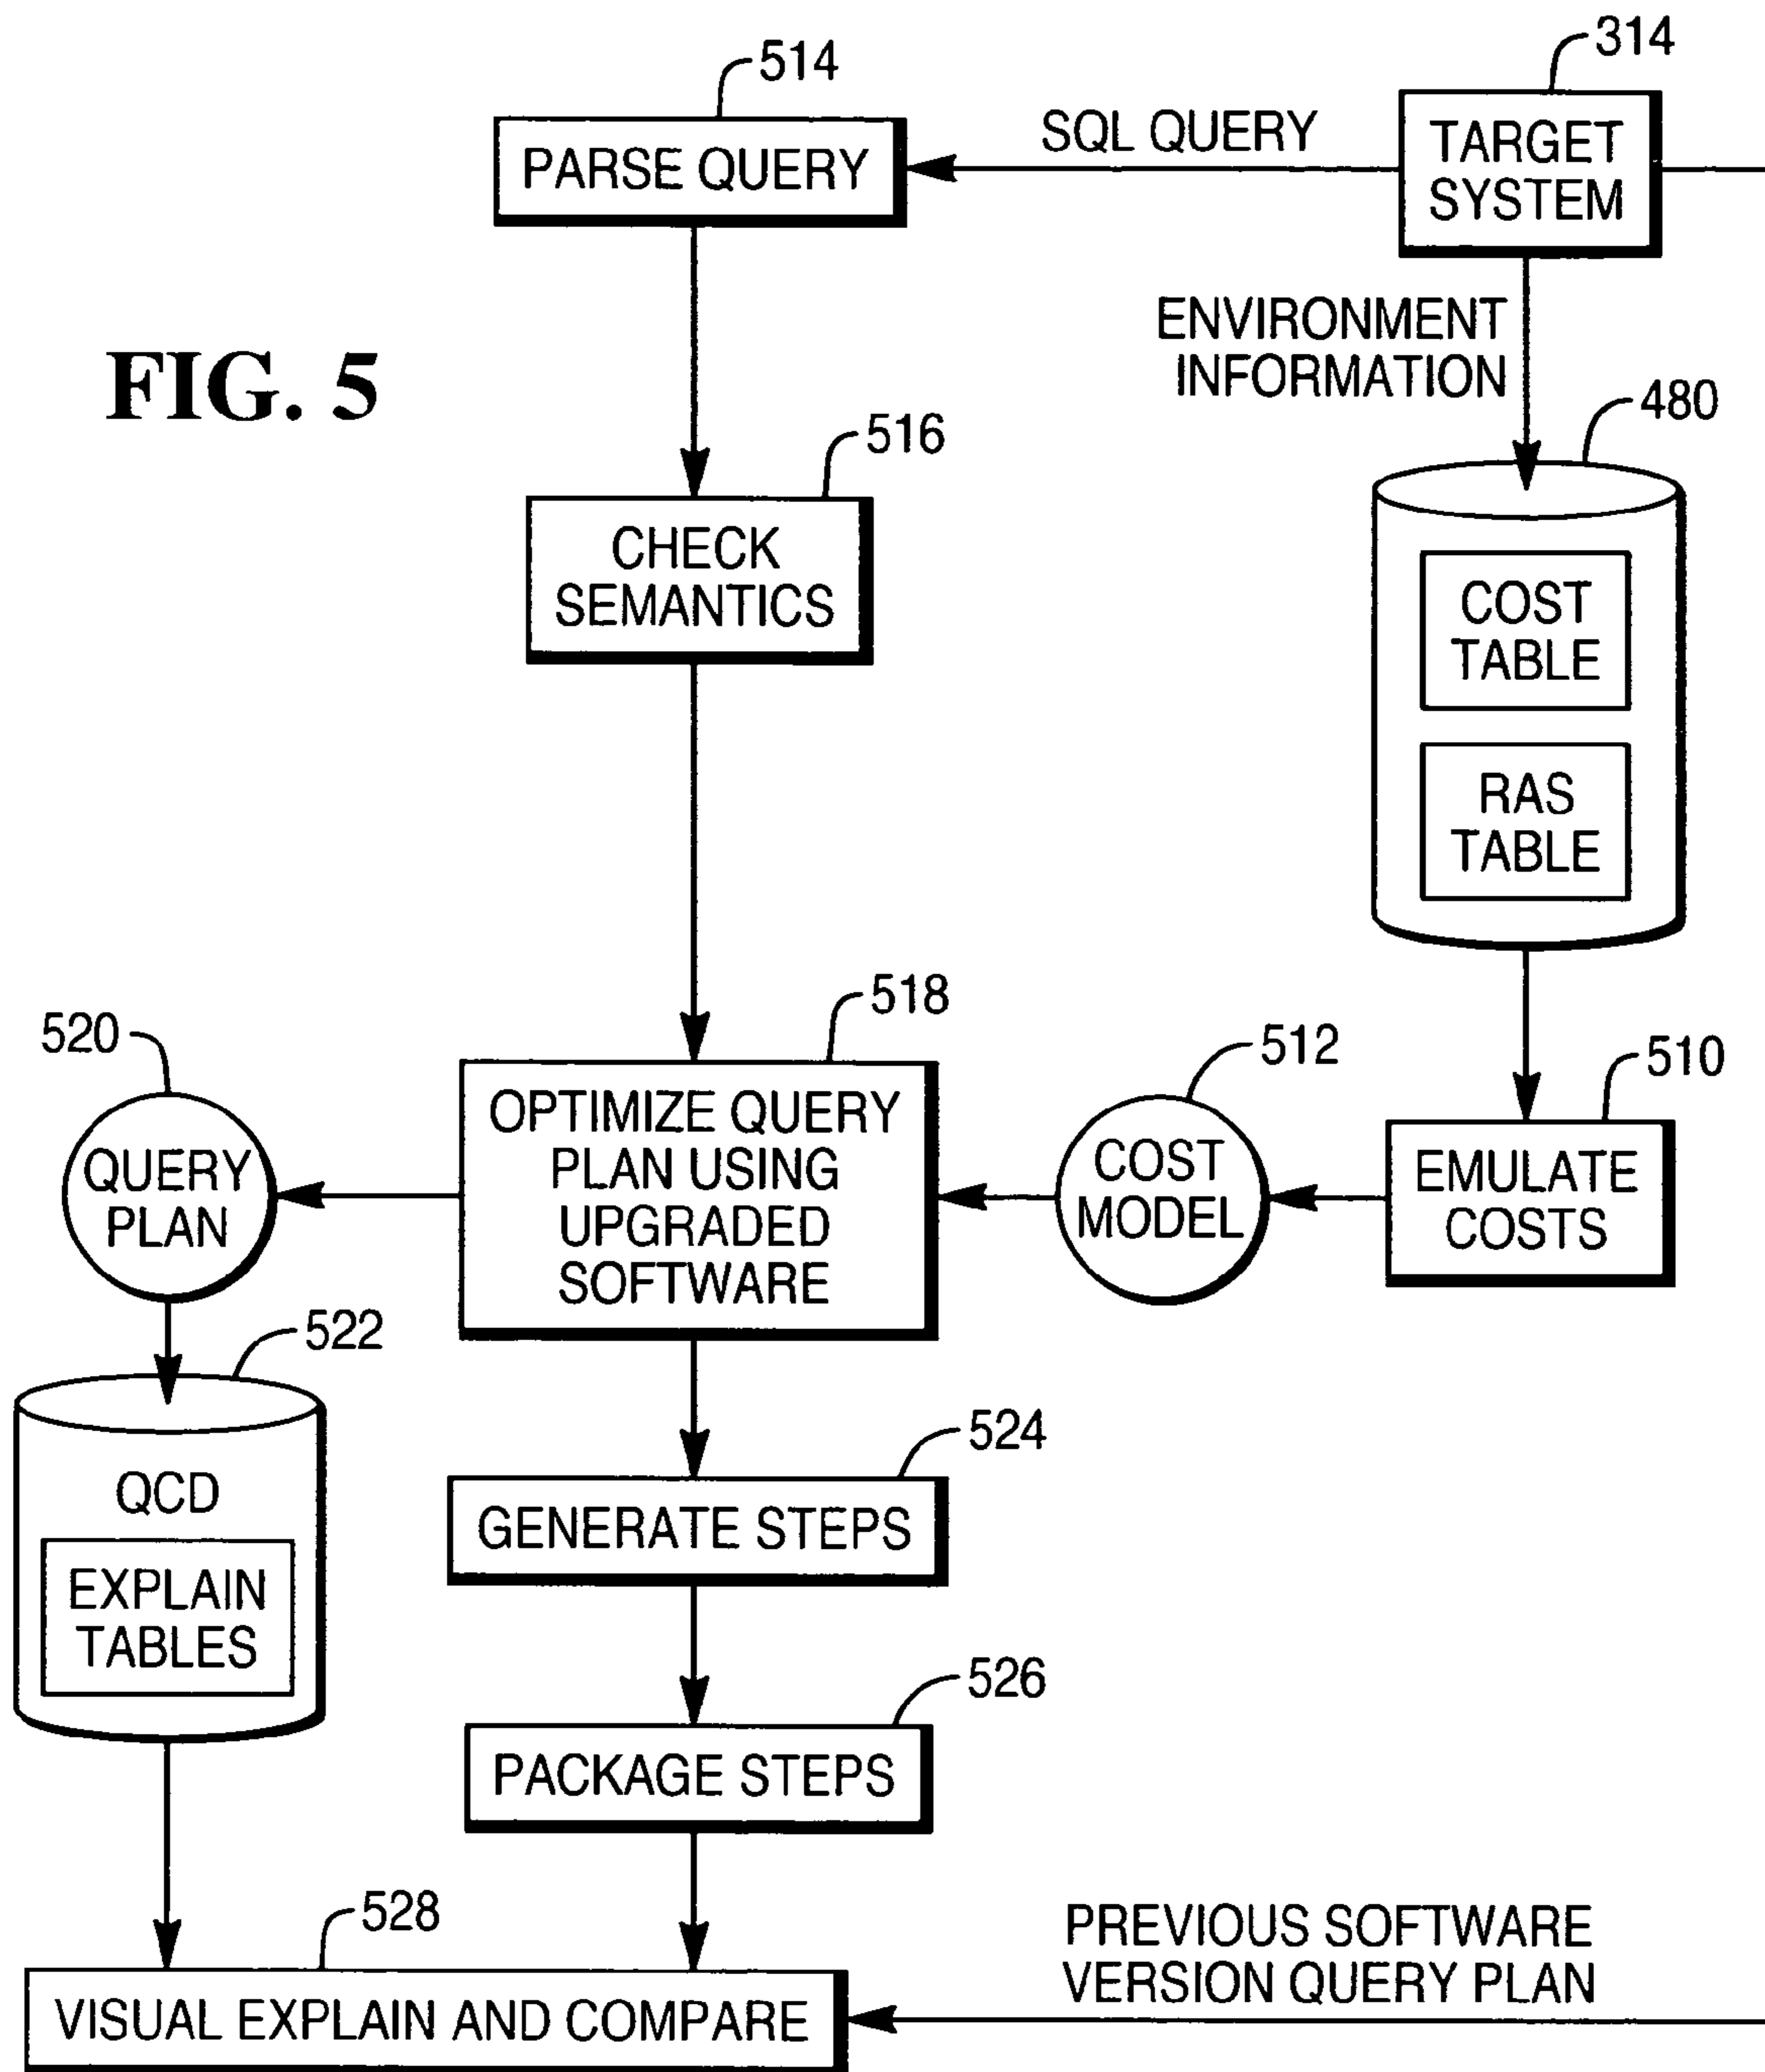 514
314
PARSE QUERY
SQL QUERY
TARGET
SYSTEM
ENVIRONMENT
INFORMATION
FIG. 5
480
516
CHECK
SEMANTICS
COST
TABLE
RAS
TABLE
518
520
512
510
OPTIMIZE QUERY
PLAN USING
UPGRADED
SOFTWARE
QUERY
PLAN
COST
MODEL
EMULATE
COSTS
522
QCD
EXPLAIN
TABLES
524
GENERATE STEPS
526
PACKAGE STEPS
528
VISUAL EXPLAIN AND COMPARE
PREVIOUS SOFTWARE
VERSION QUERY PLAN